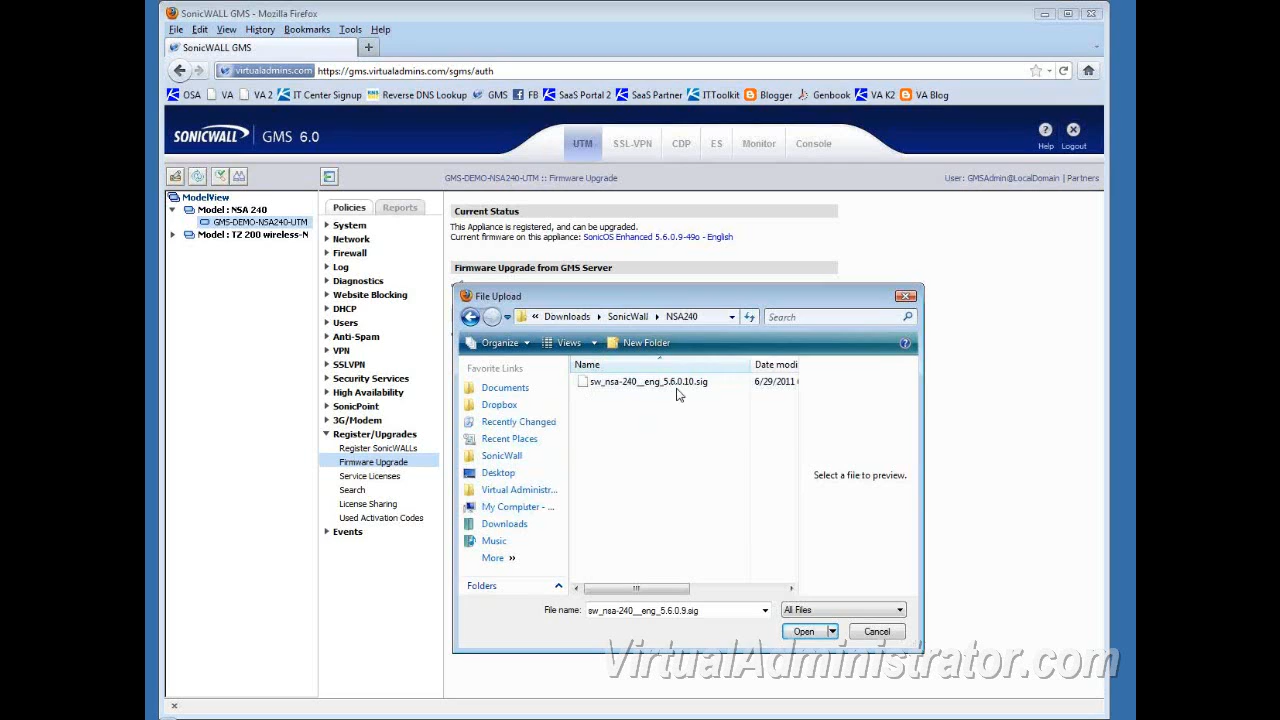 SonicWALL GMS - Mozilla Firefox
File Edit View History Bookmarks Tools Help
SonicWALL GMS
virtualadmins.com https://gms.virtualadmins.com/sgms/auth
OSA VA VA 2 IT Center Signup Reverse DNS Lookup GMS FB SaaS Portal 2 SaaS Partner ITToolkit Blogger Genbook VA K2 VA Blog
SONICWALL GMS 6.0
UTM SSL-VPN CDP ES Monitor Console
Help Logout
GMS-DEMO-NSA240-UTM :: Firmware Upgrade
User: GMSAdmin@LocalDomain | Partners
ModelView
Model : NSA 240
GMS-DEMO-NSA240-UTM
Model : TZ 200 wireless-N
Policies Reports
System
Network
Firewall
Log
Diagnostics
Website Blocking
DHCP
Users
Anti-Spam
VPN
SSLVPN
Security Services
High Availability
SonicPoint
3G/Modem
Register/Upgrades
Register SonicWALLs
Firmware Upgrade
Service Licenses
Search
License Sharing
Used Activation Codes
Events
Current Status
This Appliance is registered, and can be upgraded.
Current firmware on this appliance: SonicOS Enhanced 5.6.0.9-49o - English
Firmware Upgrade from GMS Server
File Upload
« Downloads SonicWall NSA240
Search
Organize Views New Folder
Favorite Links
Documents
Dropbox
Recently Changed
Recent Places
SonicWall
Desktop
Virtual Administr...
My Computer - ...
Downloads
Music
More »
Folders
Name Date modi
sw_nsa-240__eng_5.6.0.10.sig 6/29/2011
Select a file to preview.
File name: sw_nsa-240__eng_5.6.0.9.sig All Files
Open Cancel
VirtualAdministrator.com